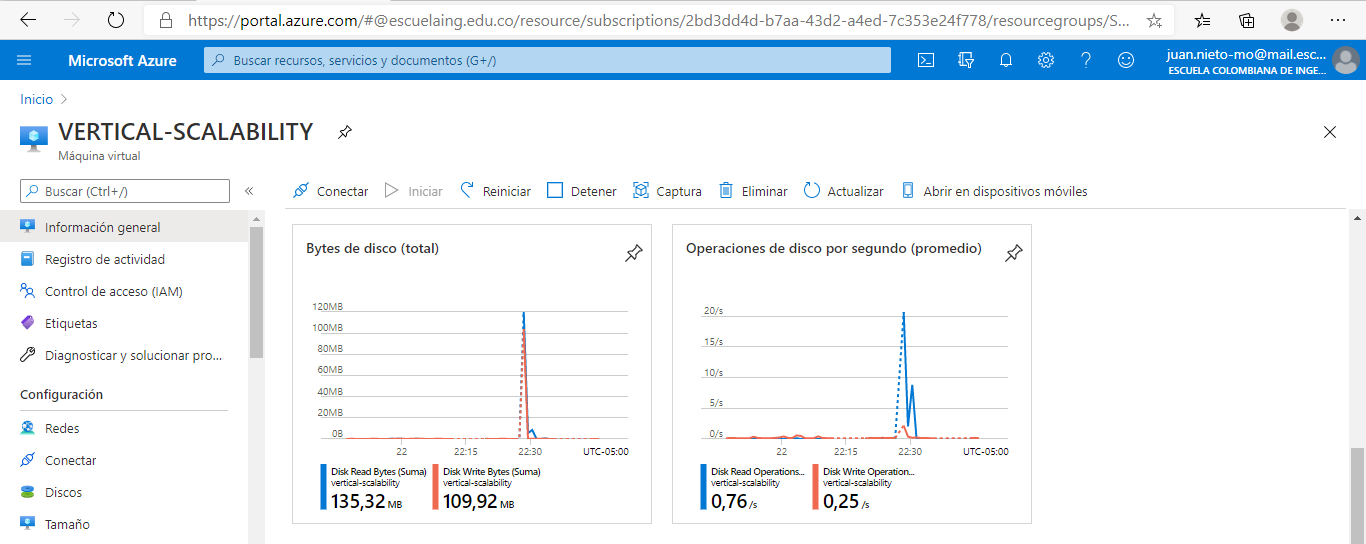 https://portal.azure.com/#@escuelaing.edu.co/resource/subscriptions/2bd3dd4d-b7aa-43d2-a4ed-7c353e24f778/resourcegroups/S...
Microsoft Azure
Buscar recursos, servicios y documentos (G+/)
juan.nieto-mo@mail.esc...
ESCUELA COLOMBIANA DE INGE...
Inicio
VERTICAL-SCALABILITY
Máquina virtual
Buscar (Ctrl+/)
Conectar
Iniciar
Reiniciar
Detener
Captura
Eliminar
Actualizar
Abrir en dispositivos móviles
Información general
Registro de actividad
Control de acceso (IAM)
Etiquetas
Diagnosticar y solucionar pro...
Configuración
Redes
Conectar
Discos
Tamaño
Bytes de disco (total)
120MB
100MB
80MB
60MB
40MB
20MB
0B
22 22:15 22:30 UTC-05:00
Disk Read Bytes (Suma)
vertical-scalability
135,32 MB
Disk Write Bytes (Suma)
vertical-scalability
109,92 MB
Operaciones de disco por segundo (promedio)
20/s
15/s
10/s
5/s
0/s
22 22:15 22:30 UTC-05:00
Disk Read Operations...
vertical-scalability
0,76 /s
Disk Write Operation...
vertical-scalability
0,25 /s